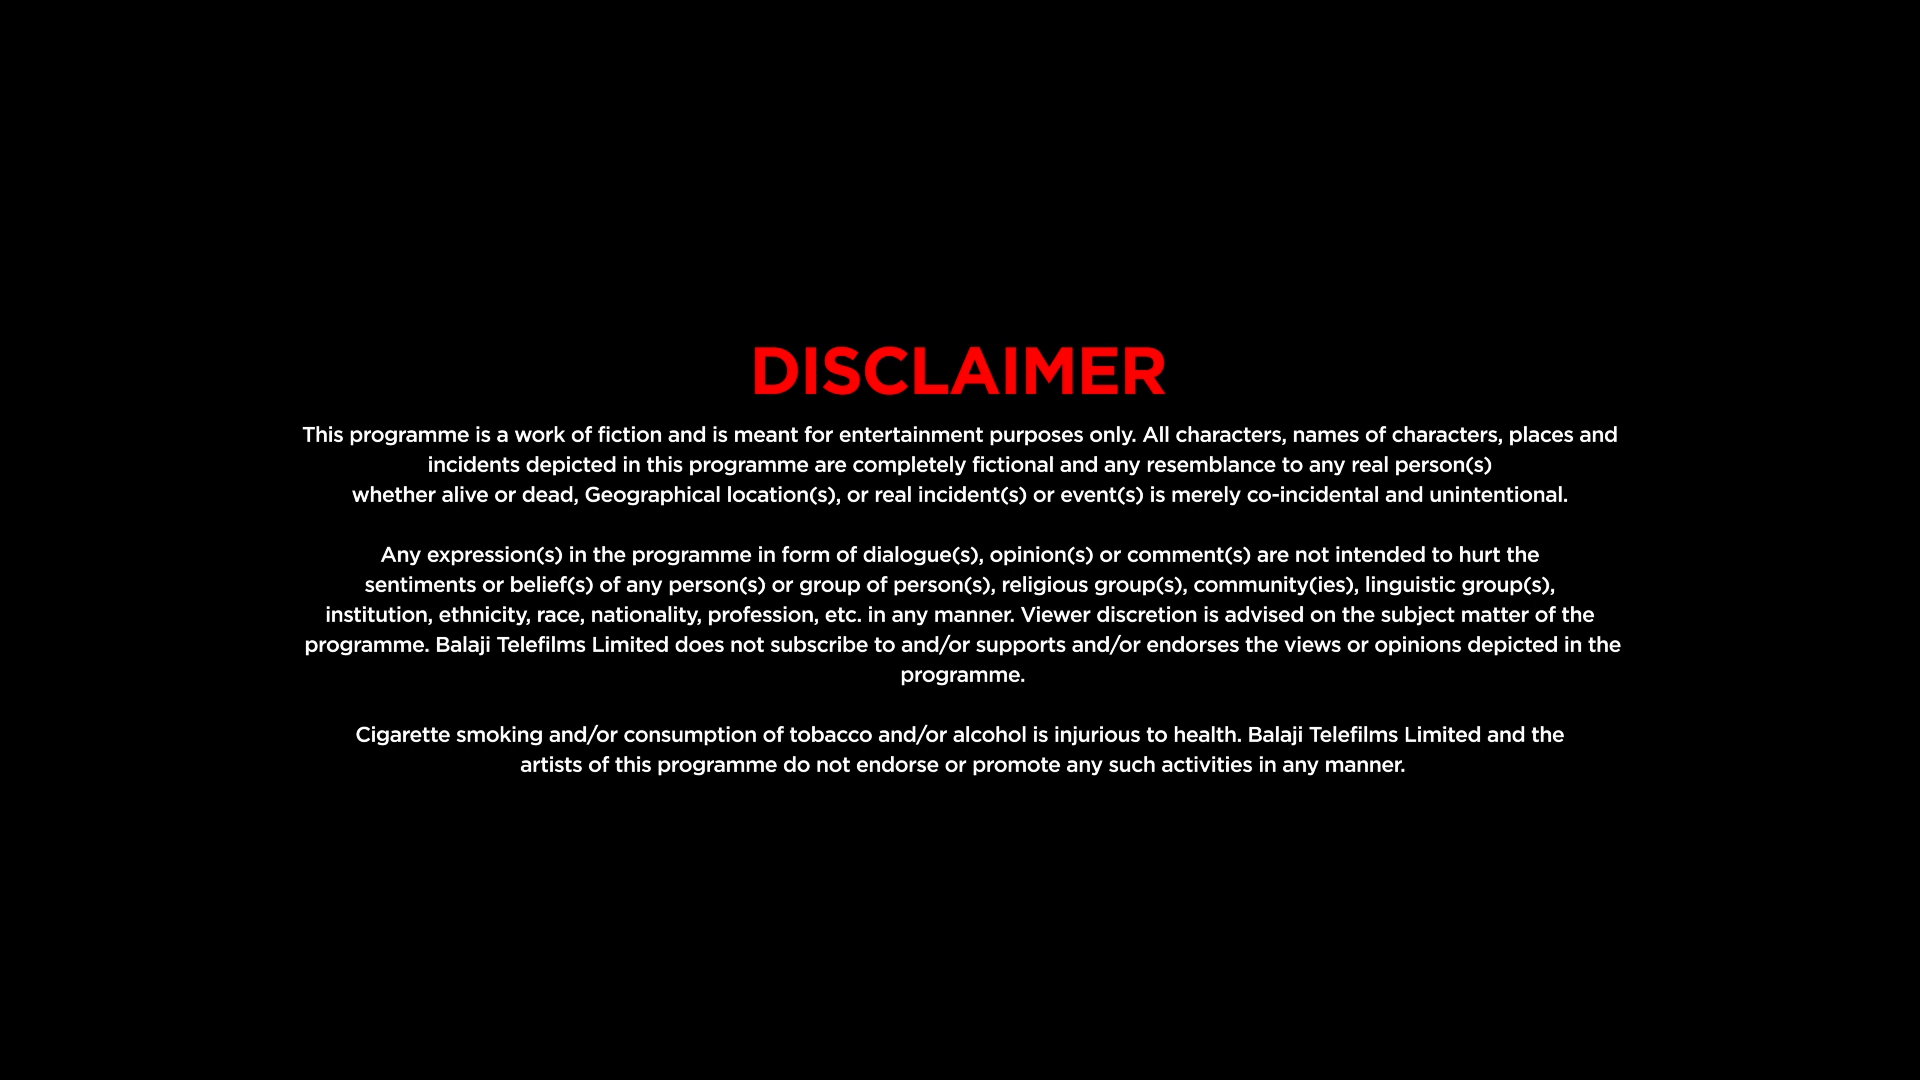 DISCLAIMER
This programme is a work of fiction and is meant for entertainment purposes only. All characters, names of characters, places and
incidents depicted in this programme are completely fictional and any resemblance to any real person(s)
whether alive or dead, Geographical location(s), or real incident(s) or event(s) is merely co-incidental and unintentional.
Any expression(s) in the programme in form of dialogue(s), opinion(s) or comment(s) are not intended to hurt the
sentiments or belief(s) of any person(s) or group of person(s), religious group(s), community(ies), linguistic group(s),
institution, ethnicity, race, nationality, profession, etc. in any manner. Viewer discretion is advised on the subject matter of the
programme. Balaji Telefilms Limited does not subscribe to and/or supports and/or endorses the views or opinions depicted in the
programme.
Cigarette smoking and/or consumption of tobacco and/or alcohol is injurious to health. Balaji Telefilms Limited and the
artists of this programme do not endorse or promote any such activities in any manner.